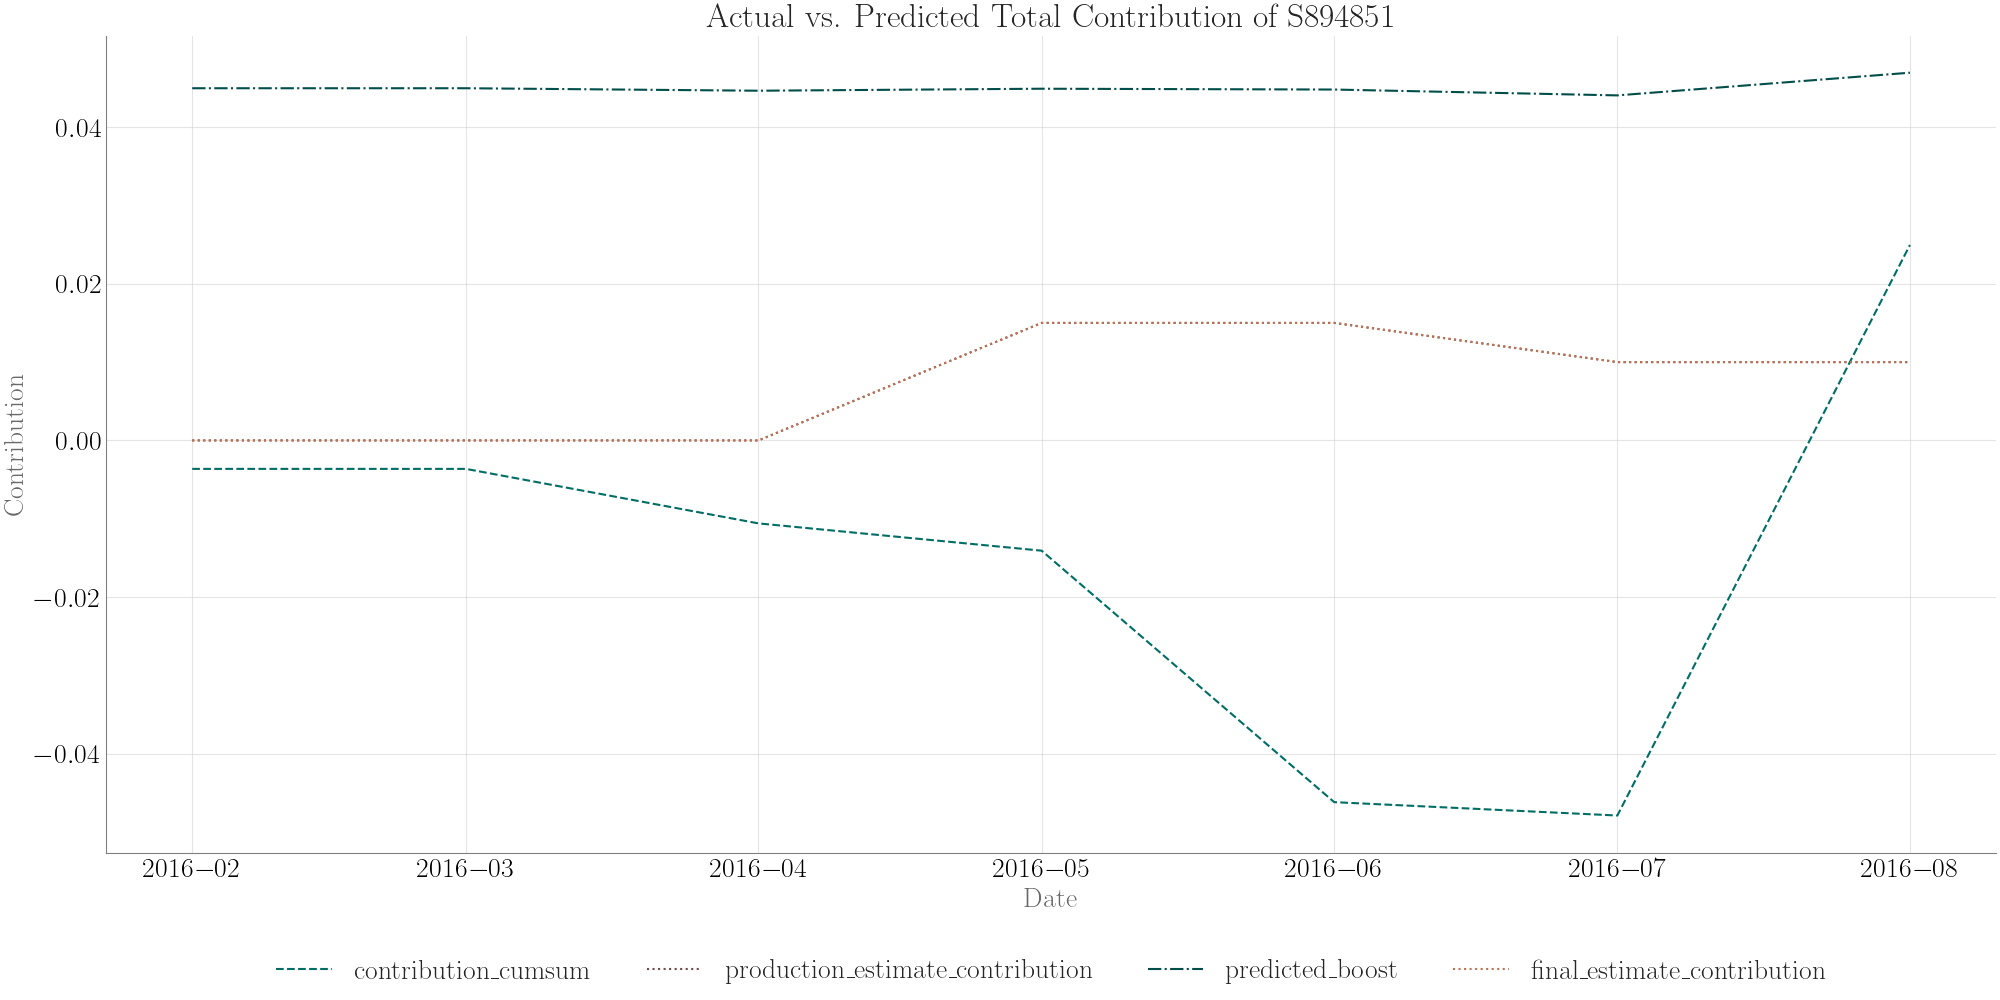 Actual vs. Predicted Total Contribution of S894851
0.04
0.02
0.00
−0.02
−0.04
Contribution
2016−02 2016−03 2016−04 2016−05 2016−06 2016−07 2016−08
Date
contribution_cumsum production_estimate_contribution predicted_boost final_estimate_contribution